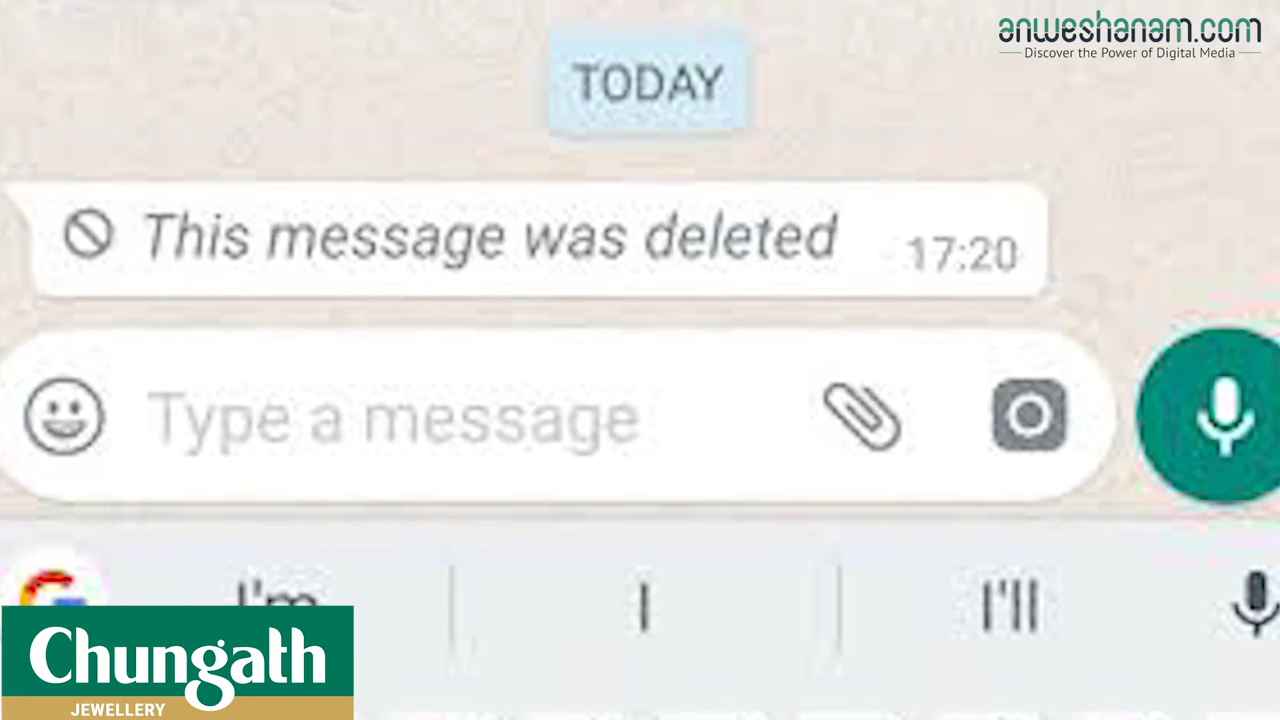 anweshanam.com
Discover the Power of Digital Media
TODAY
This message was deleted 17:20
Type a message
I'm I I'll
Chungath
JEWELLERY